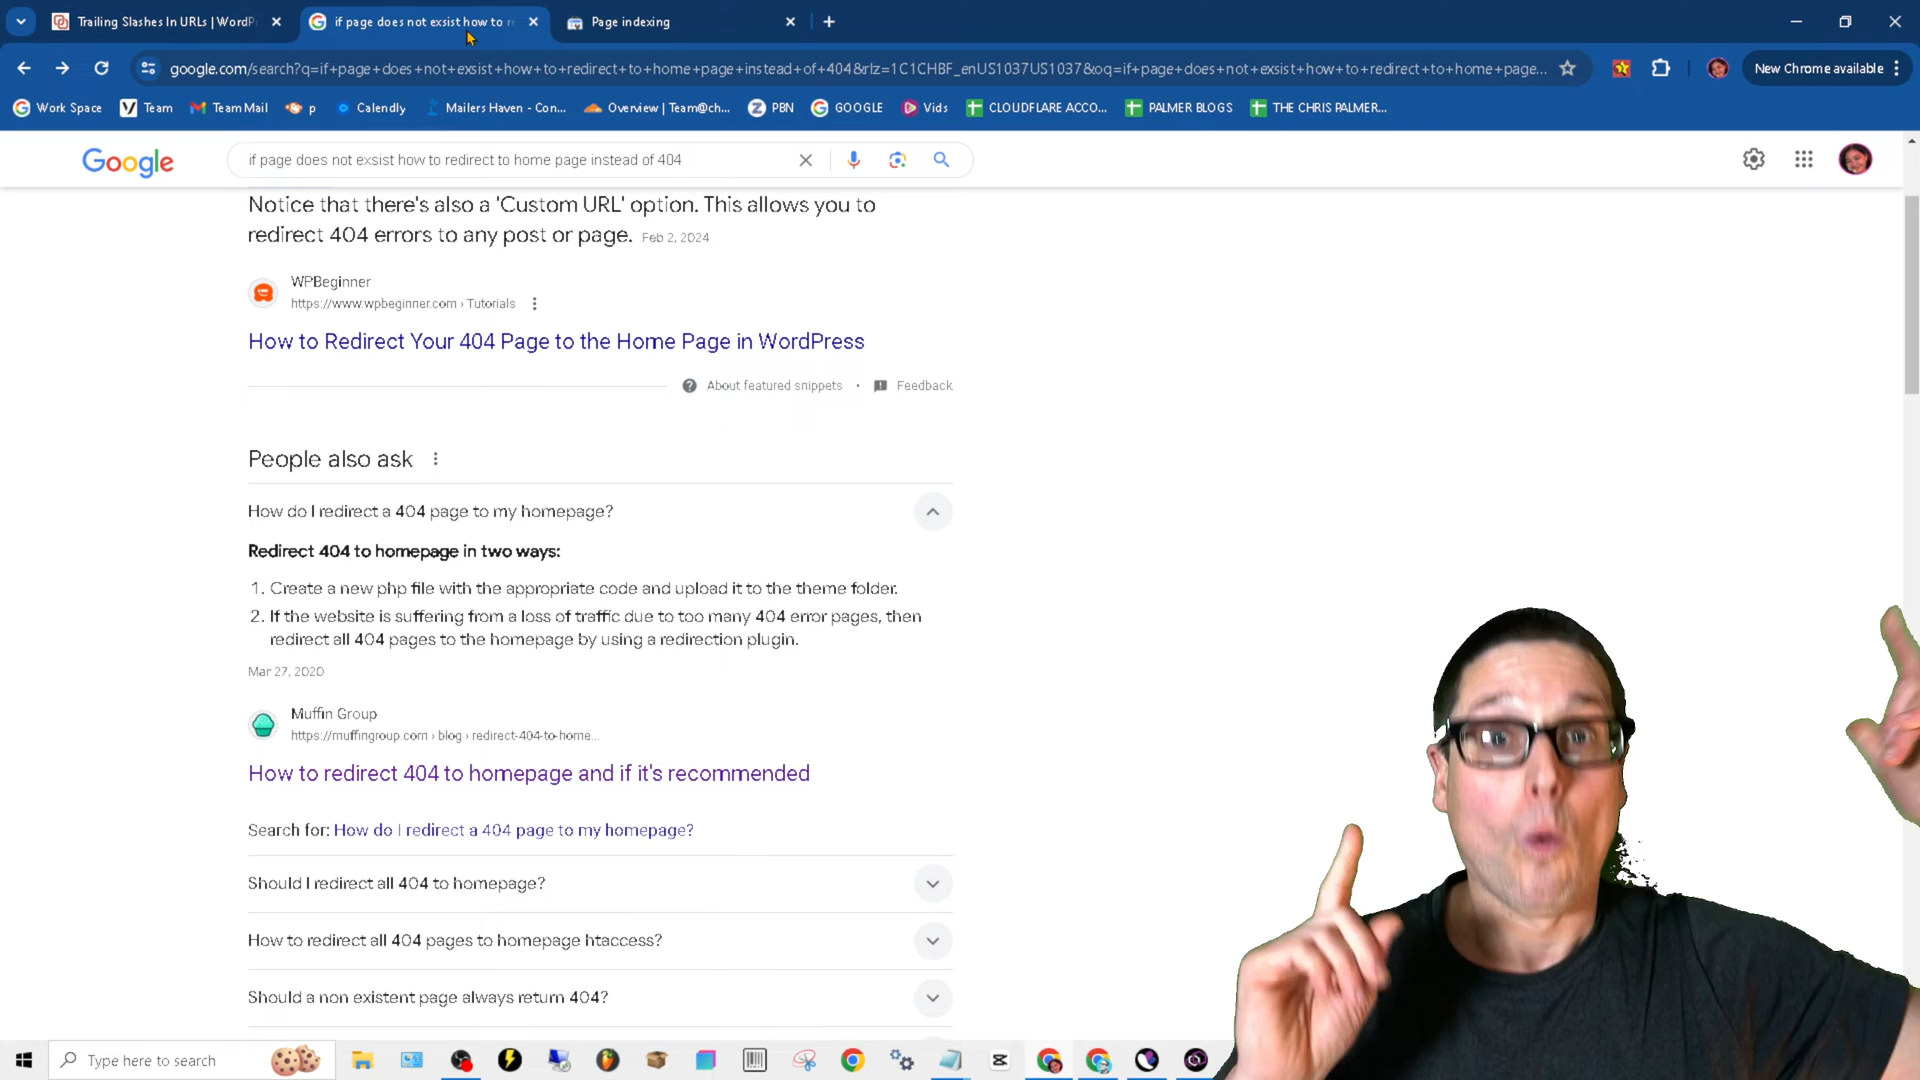 Trailing Slashes In URLs | WordP
if page does not exsist how to re
Page indexing
google.com/search?q=if+page+does+not+exsist+how+to+redirect+to+home+page+instead+of+404&rlz=1C1CHBF_enUS1037US1037&oq=if+page+does+not+exsist+how+to+redirect+to+home+page...
New Chrome available
Work Space
Team
Team Mail
p
Calendly
Mailers Haven - Con...
Overview | Team@ch...
PBN
GOOGLE
Vids
CLOUDFLARE ACCO...
PALMER BLOGS
THE CHRIS PALMER...
Google
if page does not exsist how to redirect to home page instead of 404
Notice that there's also a 'Custom URL' option. This allows you to
redirect 404 errors to any post or page. Feb 2, 2024
WPBeginner
https://www.wpbeginner.com › Tutorials
How to Redirect Your 404 Page to the Home Page in WordPress
About featured snippets • Feedback
People also ask
How do I redirect a 404 page to my homepage?
Redirect 404 to homepage in two ways:
1. Create a new php file with the appropriate code and upload it to the theme folder.
2. If the website is suffering from a loss of traffic due to too many 404 error pages, then
redirect all 404 pages to the homepage by using a redirection plugin.
Mar 27, 2020
Muffin Group
https://muffingroup.com › blog › redirect-404-to-home...
How to redirect 404 to homepage and if it's recommended
Search for: How do I redirect a 404 page to my homepage?
Should I redirect all 404 to homepage?
How to redirect all 404 pages to homepage htaccess?
Should a non existent page always return 404?
Type here to search